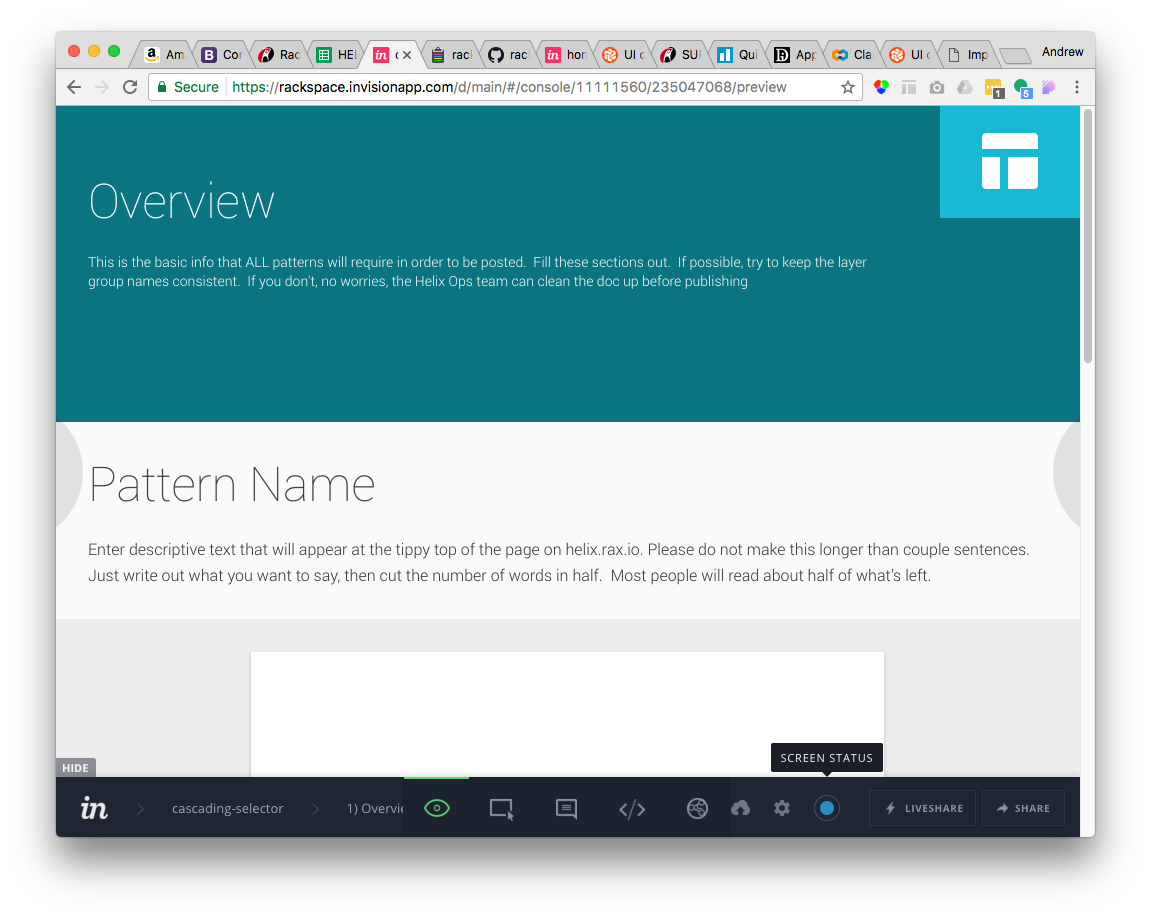 Am Cor Rac HEL c rac rac hor UI c SU Qui App Cla UI c Imp Andrew
Secure https://rackspace.invisionapp.com/d/main/#/console/11111560/235047068/preview 1 5
Overview
This is the basic info that ALL patterns will require in order to be posted.  Fill these sections out.  If possible, try to keep the layer
group names consistent.  If you don't, no worries, the Helix Ops team can clean the doc up before publishing
Pattern Name
Enter descriptive text that will appear at the tippy top of the page on helix.rax.io. Please do not make this longer than couple sentences.
Just write out what you want to say, then cut the number of words in half.  Most people will read about half of what's left.
SCREEN STATUS
HIDE
in cascading-selector 1) Overvie LIVESHARE SHARE